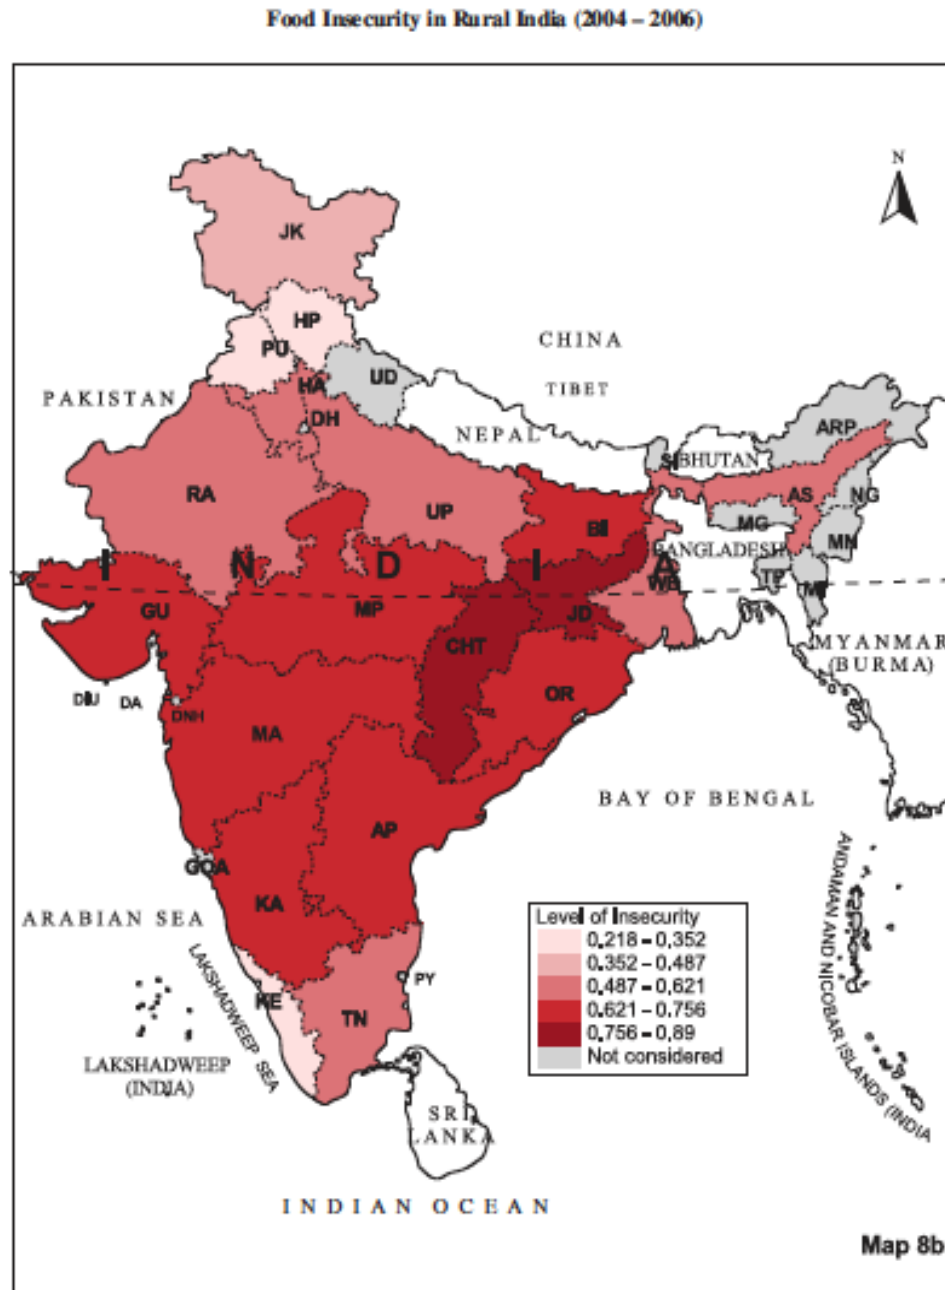 Food Insecurity in Rural India (2004 – 2006)
N
JK
HP
PU
CHINA
UD
HA
TIBET
PAKISTAN
DH
ARP
NEPAL
SI
BHUTAN
RA
AS
NG
UP
BI
MG
MN
BANGLADESH
I N D I A
TP
WB
GU
MP
JD
CHT
MYANMAR
(BURMA)
OR
DIU
DA
DNH
MA
BAY OF BENGAL
AP
GOA
KA
ARABIAN SEA
Level of Insecurity
0.218 – 0.352
0.352 – 0.487
0.487 – 0.621
0.621 – 0.756
0.756 – 0.89
Not considered
ANDAMAN AND NICOBAR ISLANDS (INDIA
LAKSHADWEEP SEA
PY
KE
TN
LAKSHADWEEP
(INDIA)
SRI
LANKA
INDIAN OCEAN
Map 8b